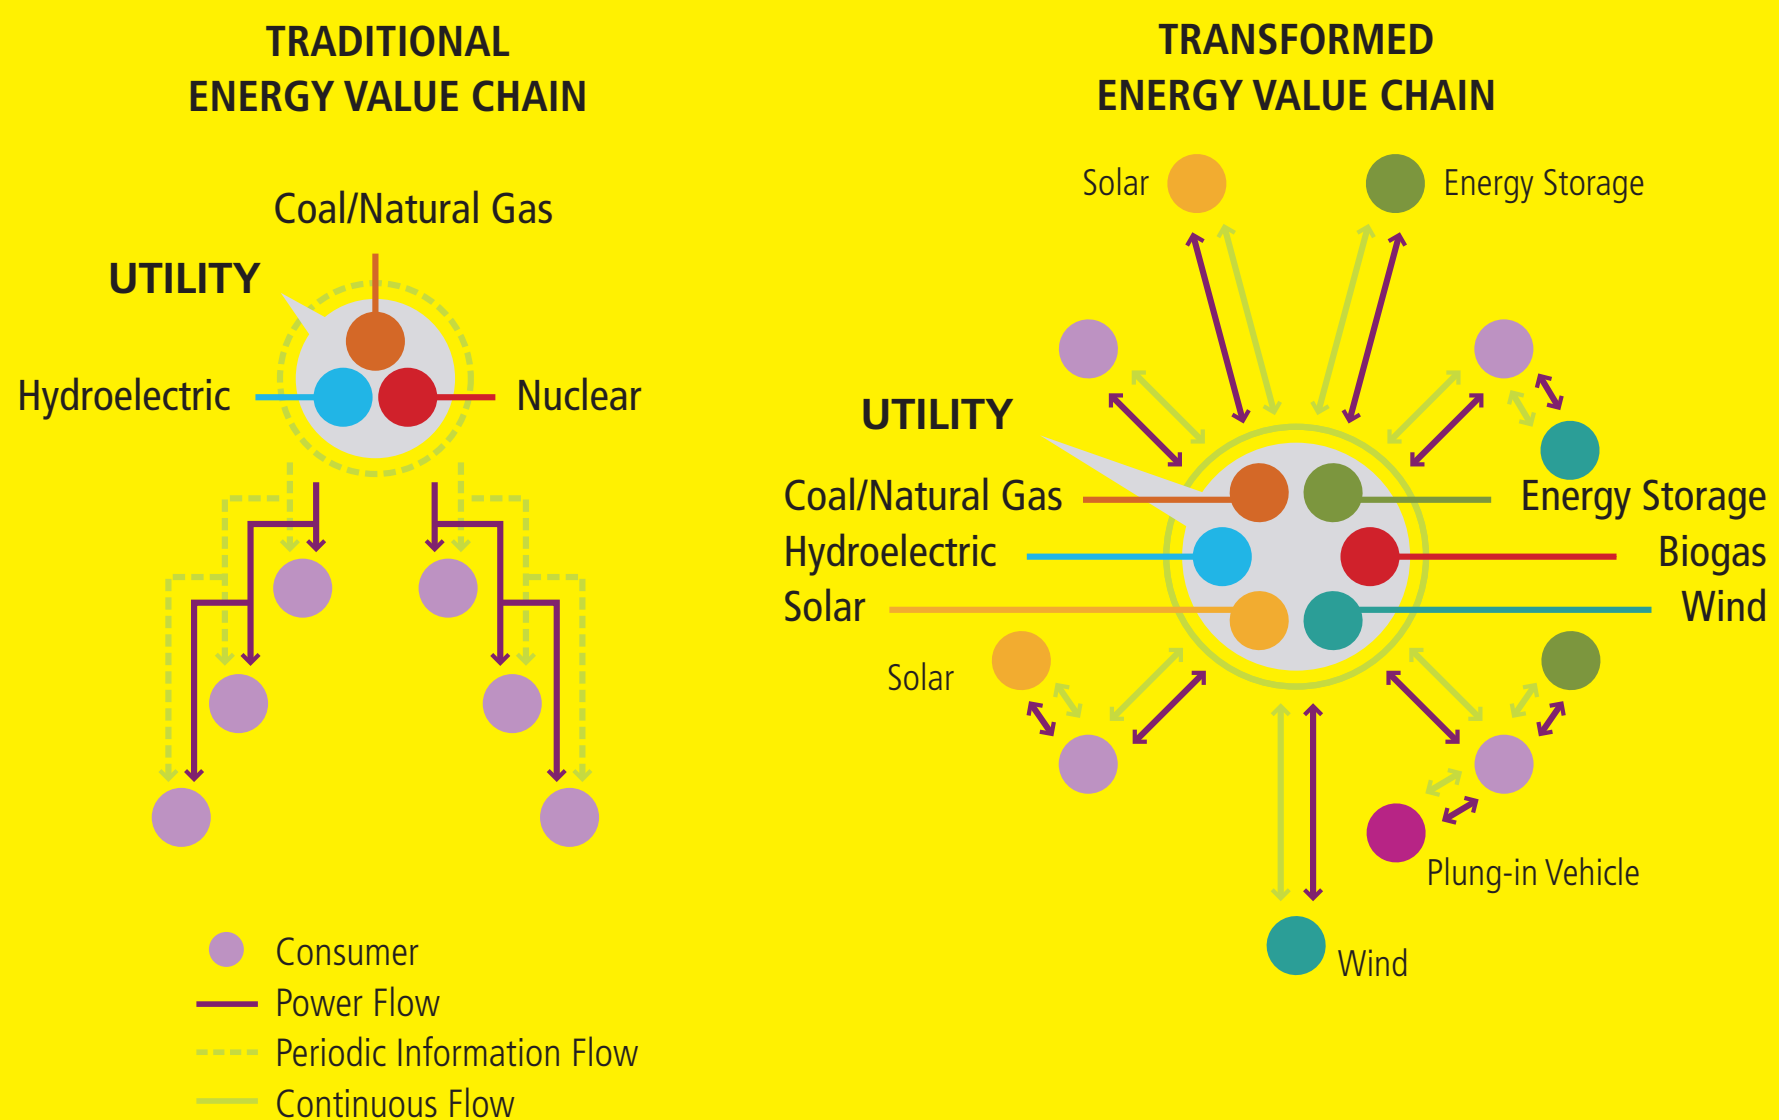 TRADITIONAL
ENERGY VALUE CHAIN
Coal/Natural Gas
UTILITY
Hydroelectric
Nuclear
Consumer
Power Flow
Periodic Information Flow
Continuous Flow
TRANSFORMED
ENERGY VALUE CHAIN
Solar
Energy Storage
UTILITY
Coal/Natural Gas
Energy Storage
Hydroelectric
Biogas
Solar
Wind
Solar
Plung-in Vehicle
Wind